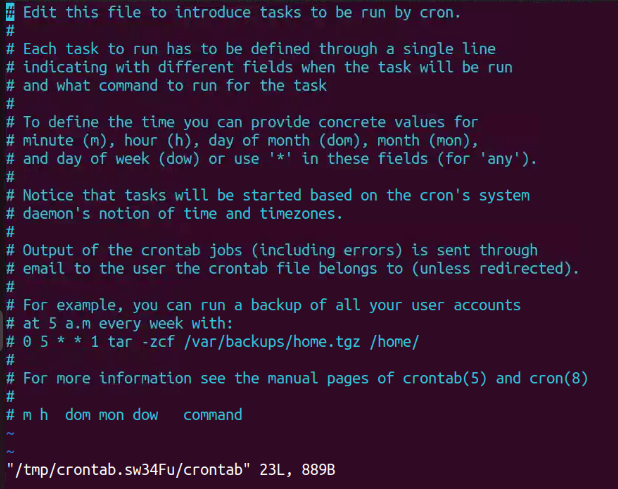 # Edit this file to introduce tasks to be run by cron.
#
# Each task to run has to be defined through a single line
# indicating with different fields when the task will be run
# and what command to run for the task
#
# To define the time you can provide concrete values for
# minute (m), hour (h), day of month (dom), month (mon),
# and day of week (dow) or use '*' in these fields (for 'any').
#
# Notice that tasks will be started based on the cron's system
# daemon's notion of time and timezones.
#
# Output of the crontab jobs (including errors) is sent through
# email to the user the crontab file belongs to (unless redirected).
#
# For example, you can run a backup of all your user accounts
# at 5 a.m every week with:
# 0 5 * * 1 tar -zcf /var/backups/home.tgz /home/
#
# For more information see the manual pages of crontab(5) and cron(8)
#
# m h  dom mon dow   command
~
~
"/tmp/crontab.sw34Fu/crontab" 23L, 889B